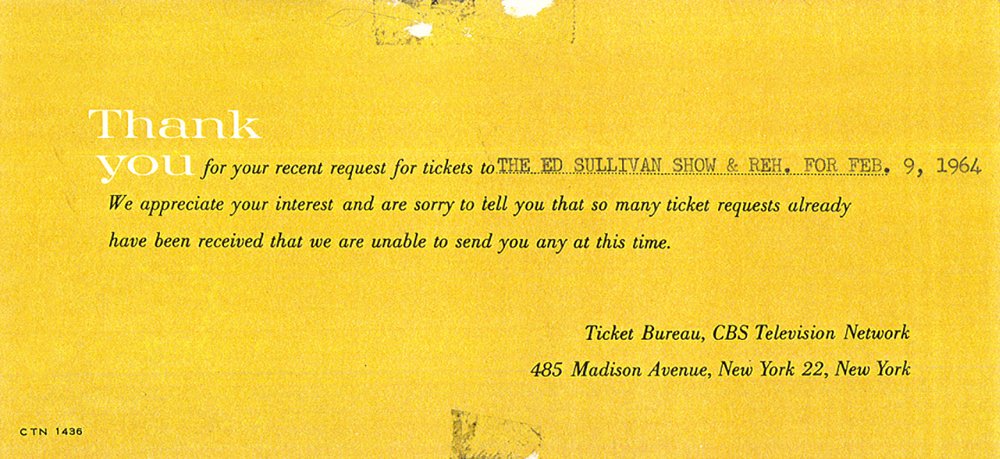 Thank
you for your recent request for tickets to THE ED SULLIVAN SHOW & REH. FOR FEB. 9, 1964
We appreciate your interest and are sorry to tell you that so many ticket requests already
have been received that we are unable to send you any at this time.
Ticket Bureau, CBS Television Network
485 Madison Avenue, New York 22, New York
CTN 1436